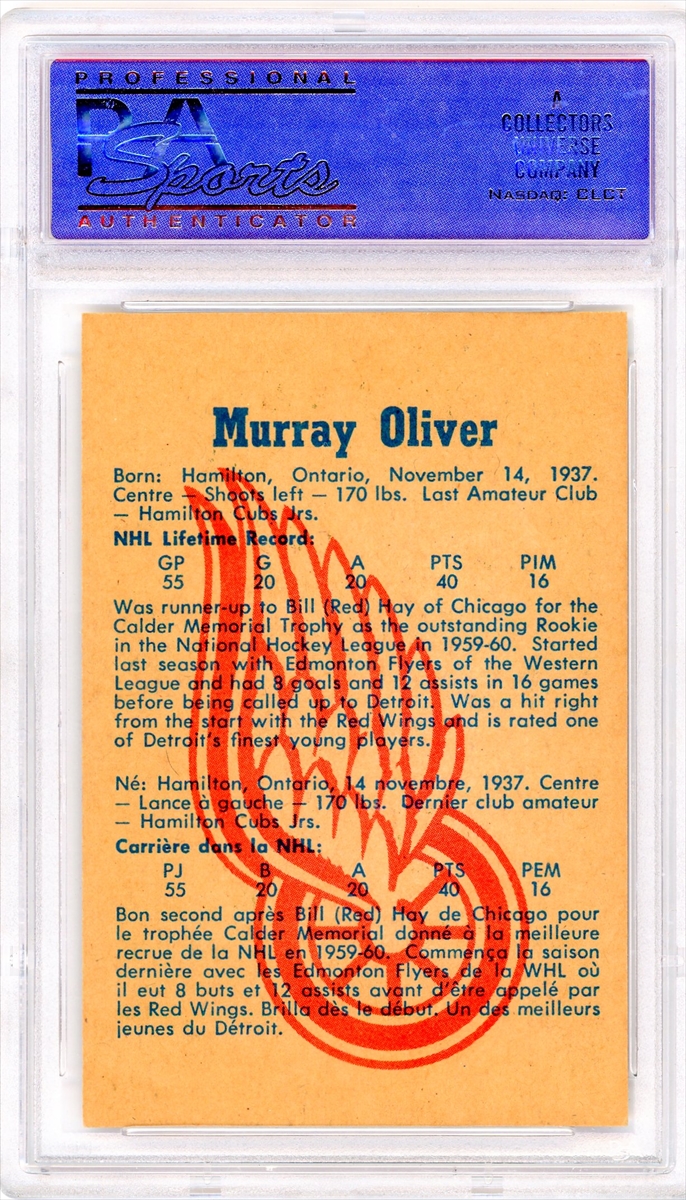 PROFESSIONAL
PSA
Sports
AUTHENTICATOR
A
COLLECTORS
UNIVERSE
COMPANY
NASDAQ: CLCT
Murray Oliver
Born: Hamilton, Ontario, November 14, 1937.
Centre — Shoots left — 170 lbs. Last Amateur Club
— Hamilton Cubs Jrs.
NHL Lifetime Record:
GP G A PTS PIM
55 20 20 40 16
Was runner-up to Bill (Red) Hay of Chicago for the
Calder Memorial Trophy as the outstanding Rookie
in the National Hockey League in 1959-60. Started
last season with Edmonton Flyers of the Western
League and had 8 goals and 12 assists in 16 games
before being called up to Detroit. Was a hit right
from the start with the Red Wings and is rated one
of Detroit's finest young players.
Né: Hamilton, Ontario, 14 novembre, 1937. Centre
— Lance à gauche — 170 lbs. Dernier club amateur
— Hamilton Cubs Jrs.
Carrière dans la NHL:
PJ B A PTS PEM
55 20 20 40 16
Bon second après Bill (Red) Hay de Chicago pour
le trophée Calder Memorial donné à la meilleure
recrue de la NHL en 1959-60. Commença la saison
dernière avec les Edmonton Flyers de la WHL où
il eut 8 buts et 12 assists avant d'être appelé par
les Red Wings. Brilla dès le début. Un des meilleurs
jeunes du Détroit.